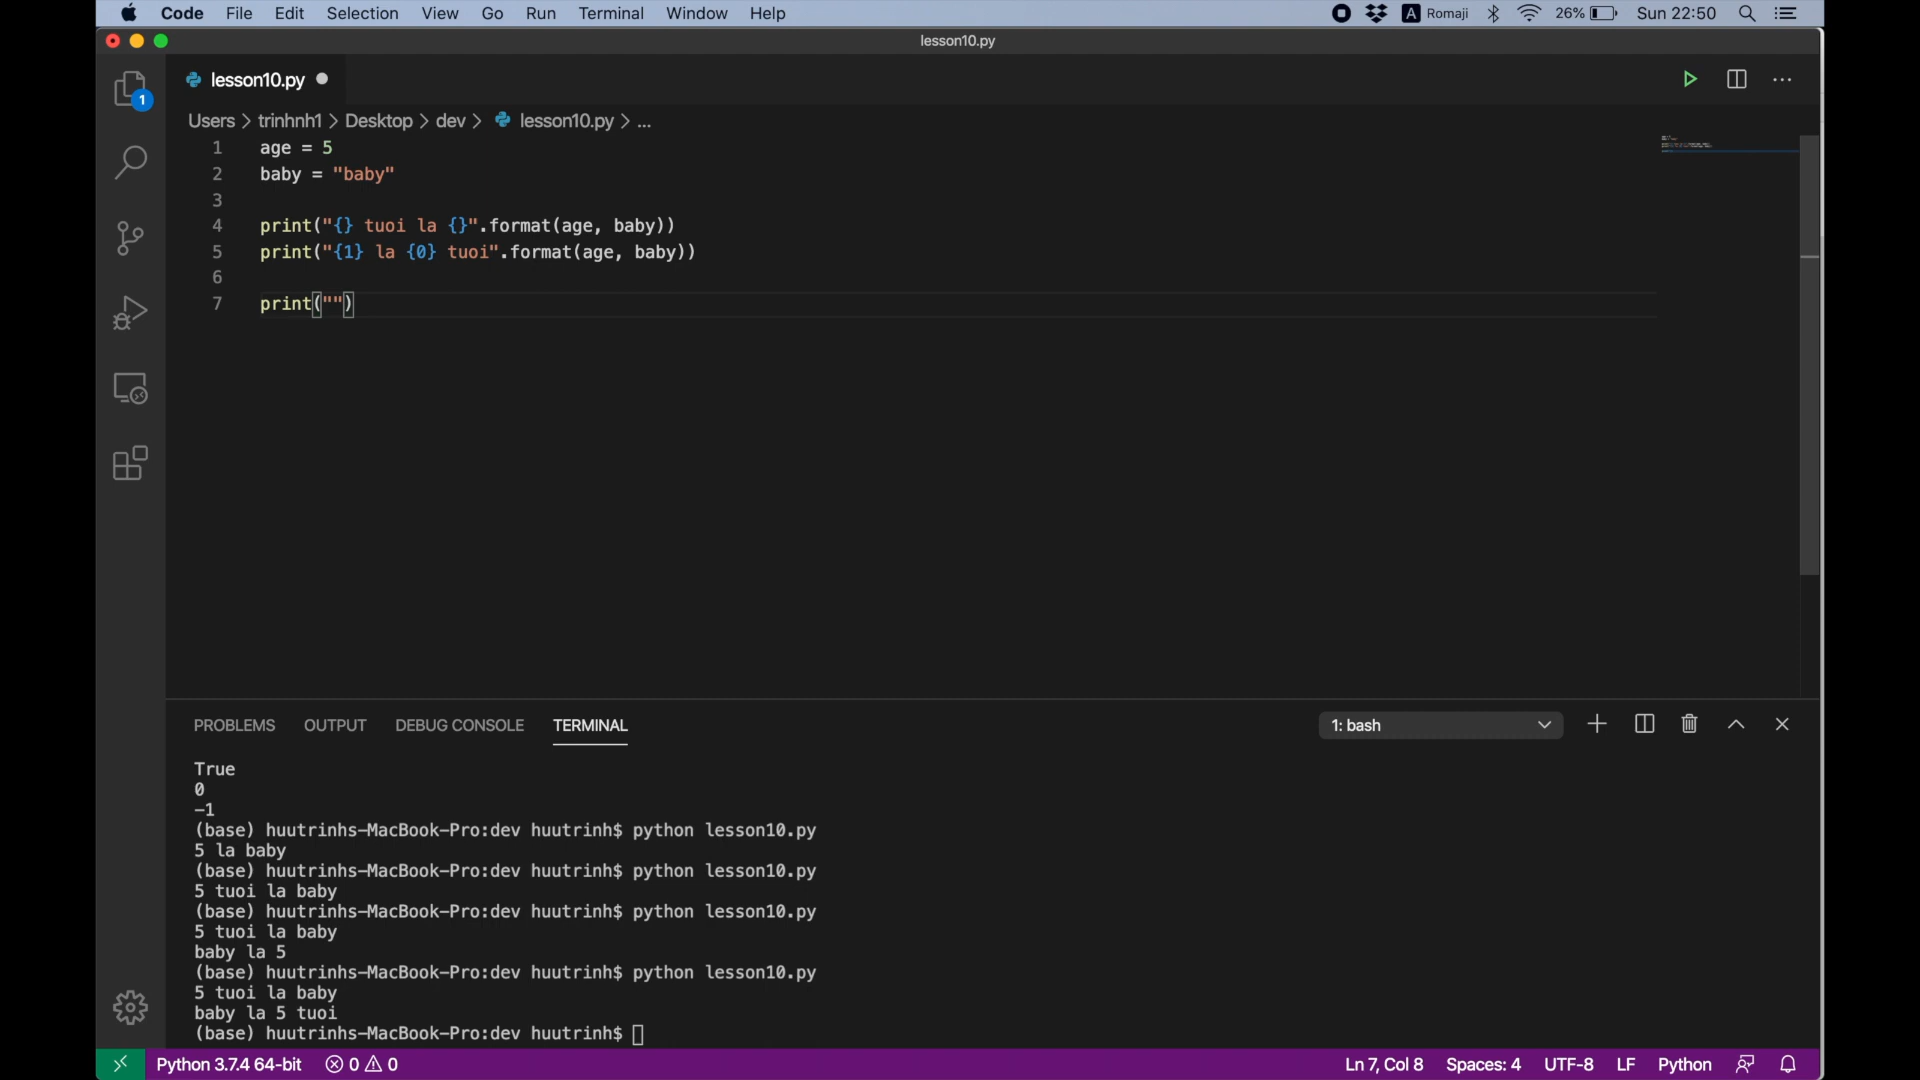 Code File Edit Selection View Go Run Terminal Window Help A Romaji 26% Sun 22:50
lesson10.py
lesson10.py
1
Users > trinhnh1 > Desktop > dev > lesson10.py > ...
1 age = 5
2 baby = "baby"
3
4 print("{} tuoi la {}".format(age, baby))
5 print("{1} la {0} tuoi".format(age, baby))
6
7 print("")
PROBLEMS OUTPUT DEBUG CONSOLE TERMINAL 1: bash
True
0
-1
(base) huutrinhs-MacBook-Pro:dev huutrinh$ python lesson10.py
5 la baby
(base) huutrinhs-MacBook-Pro:dev huutrinh$ python lesson10.py
5 tuoi la baby
(base) huutrinhs-MacBook-Pro:dev huutrinh$ python lesson10.py
5 tuoi la baby
baby la 5
(base) huutrinhs-MacBook-Pro:dev huutrinh$ python lesson10.py
5 tuoi la baby
baby la 5 tuoi
(base) huutrinhs-MacBook-Pro:dev huutrinh$
Python 3.7.4 64-bit 0 0 Ln 7, Col 8 Spaces: 4 UTF-8 LF Python